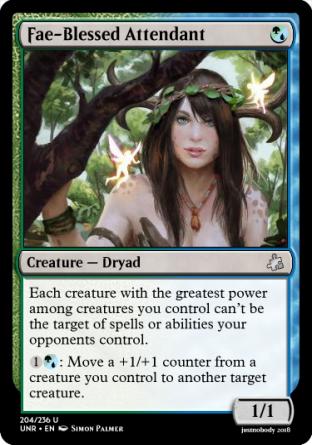 Fae-Blessed Attendant
Creature — Dryad
Each creature with the greatest power
among creatures you control can't be
the target of spells or abilities your
opponents control.
1: Move a +1/+1 counter from a
creature you control to another target
creature.
1/1
204/236 U
UNR • EN Simon Palmer
justnobody 2018